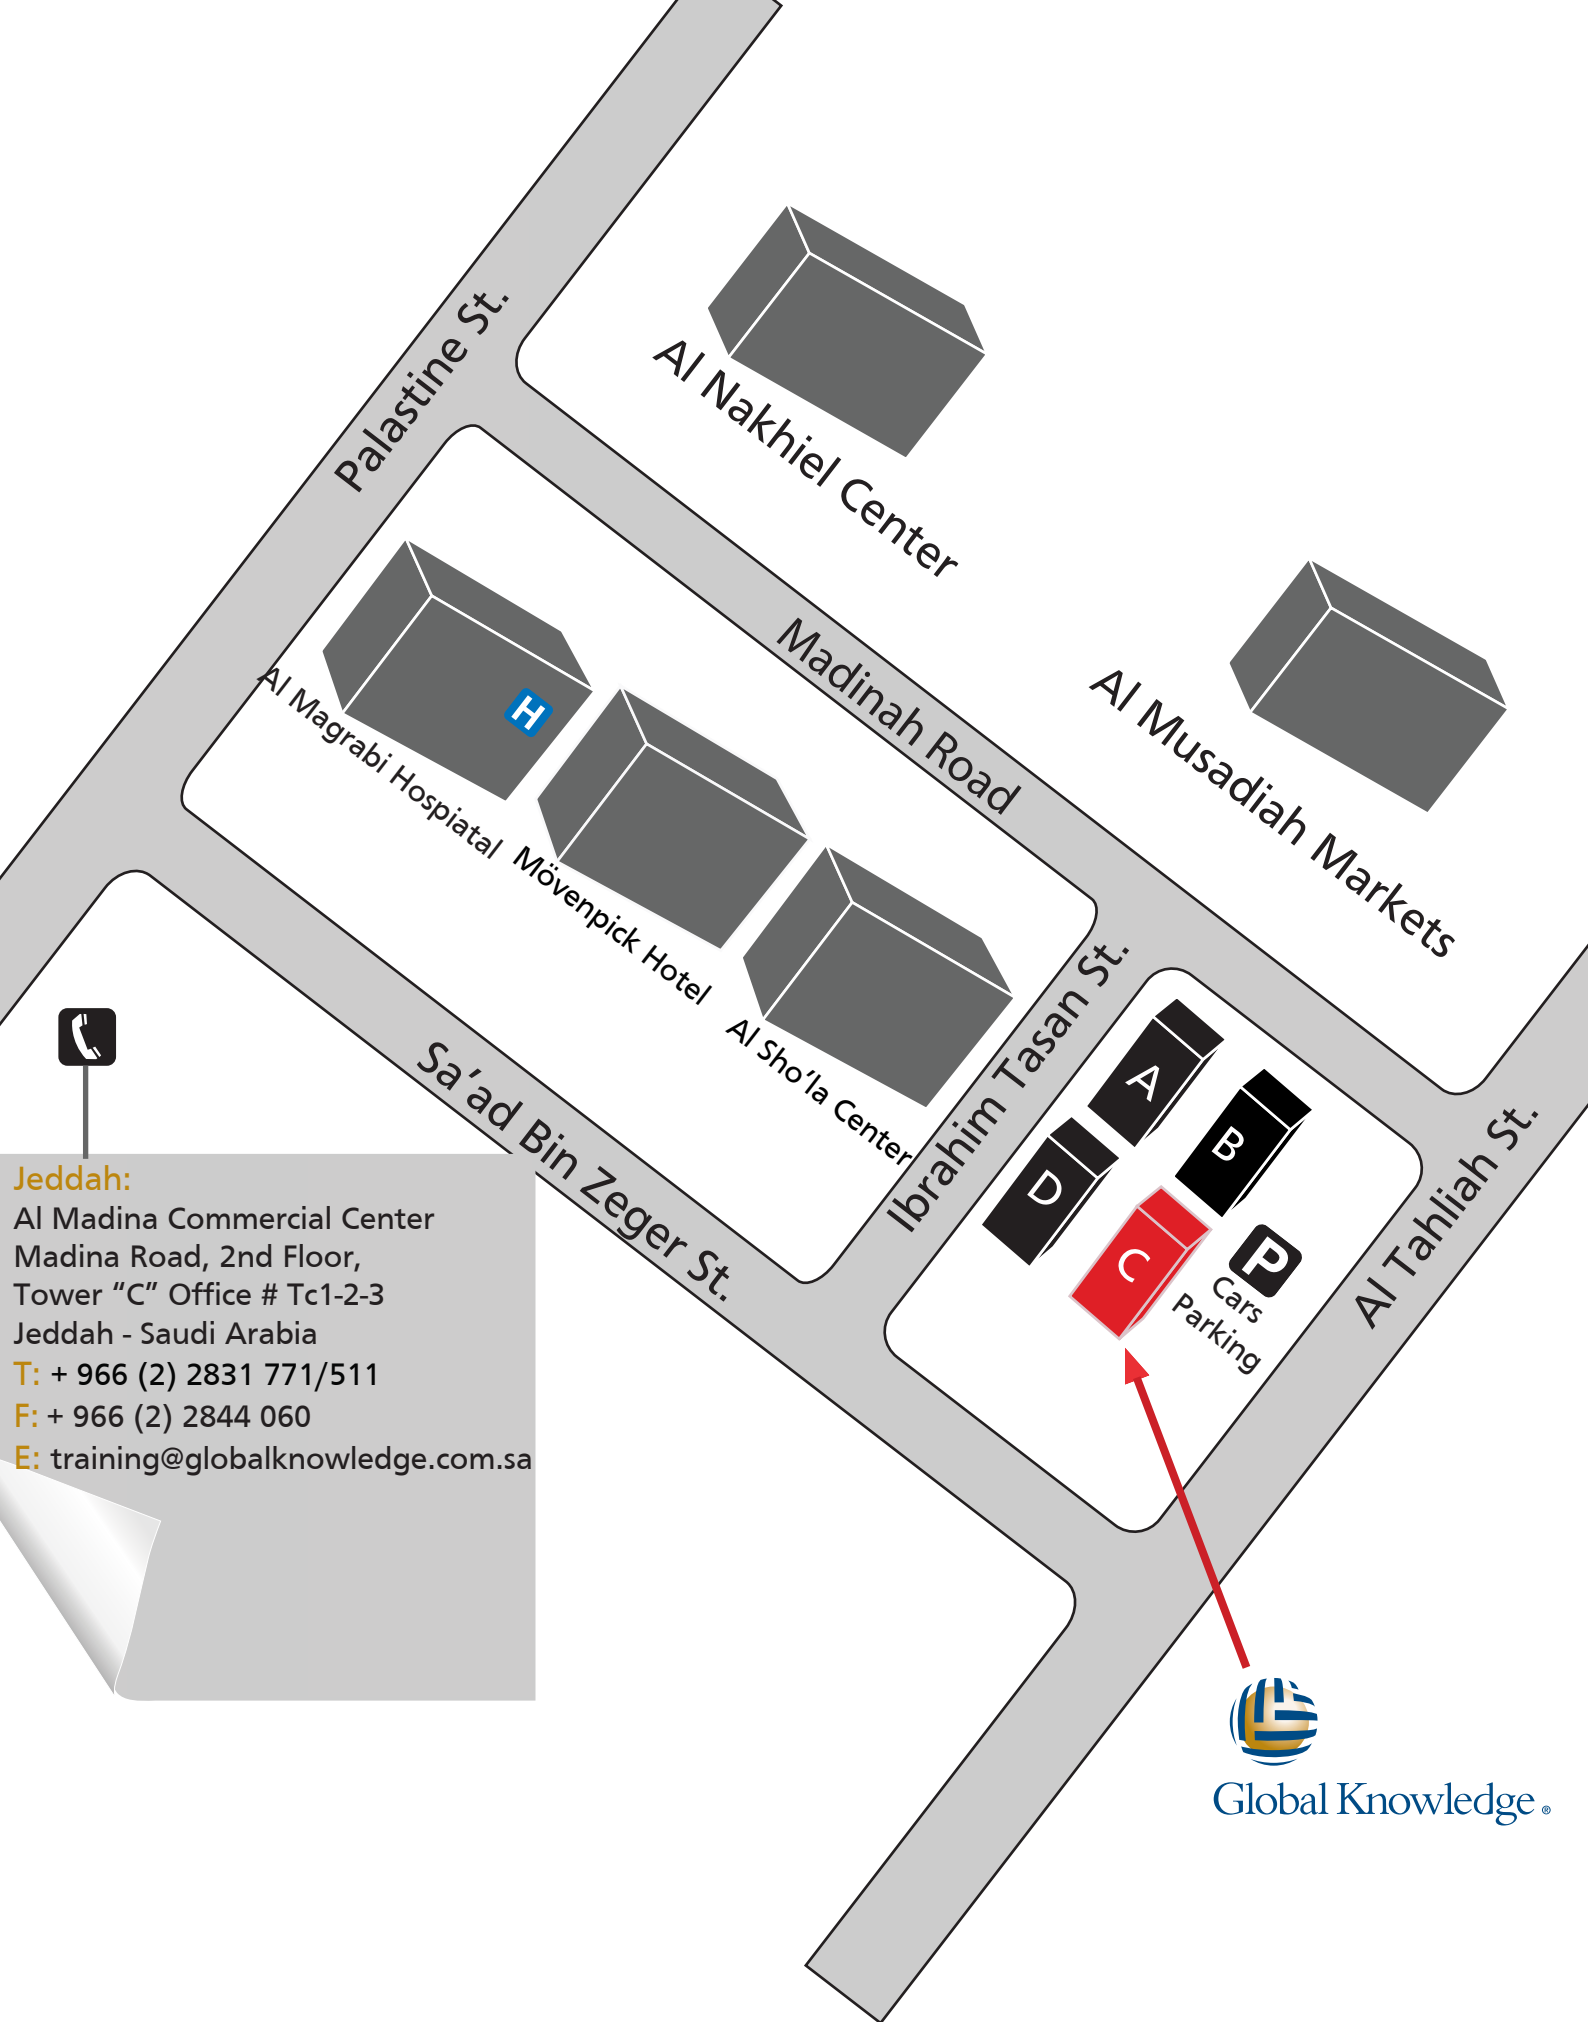 Palastine St.
Al Nakhiel Center
Madinah Road
Al Musadiah Markets
H
Al Magrabi Hospiatal
Mövenpick Hotel
Al Sho’la Center
Ibrahim Tasan St.
Sa’ad Bin Zeger St.
Al Tahliah St.
A
B
D
C
P
Cars
Parking
Jeddah:
Al Madina Commercial Center
Madina Road, 2nd Floor,
Tower “C” Office # Tc1-2-3
Jeddah - Saudi Arabia
T: + 966 (2) 2831 771/511
F: + 966 (2) 2844 060
E: training@globalknowledge.com.sa
Global Knowledge ®